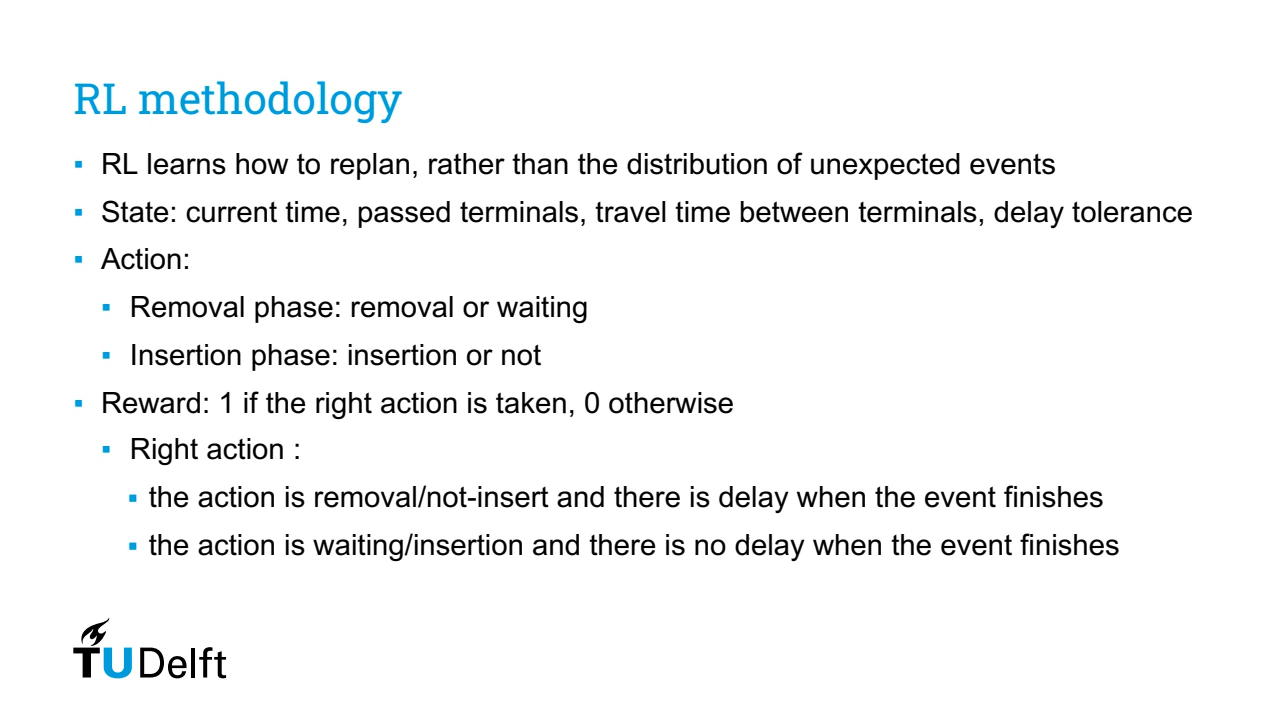 RL methodology
▪ RL learns how to replan, rather than the distribution of unexpected events
▪ State: current time, passed terminals, travel time between terminals, delay tolerance
▪ Action:
▪ Removal phase: removal or waiting
▪ Insertion phase: insertion or not
▪ Reward: 1 if the right action is taken, 0 otherwise
▪ Right action :
▪ the action is removal/not-insert and there is delay when the event finishes
▪ the action is waiting/insertion and there is no delay when the event finishes
TU Delft